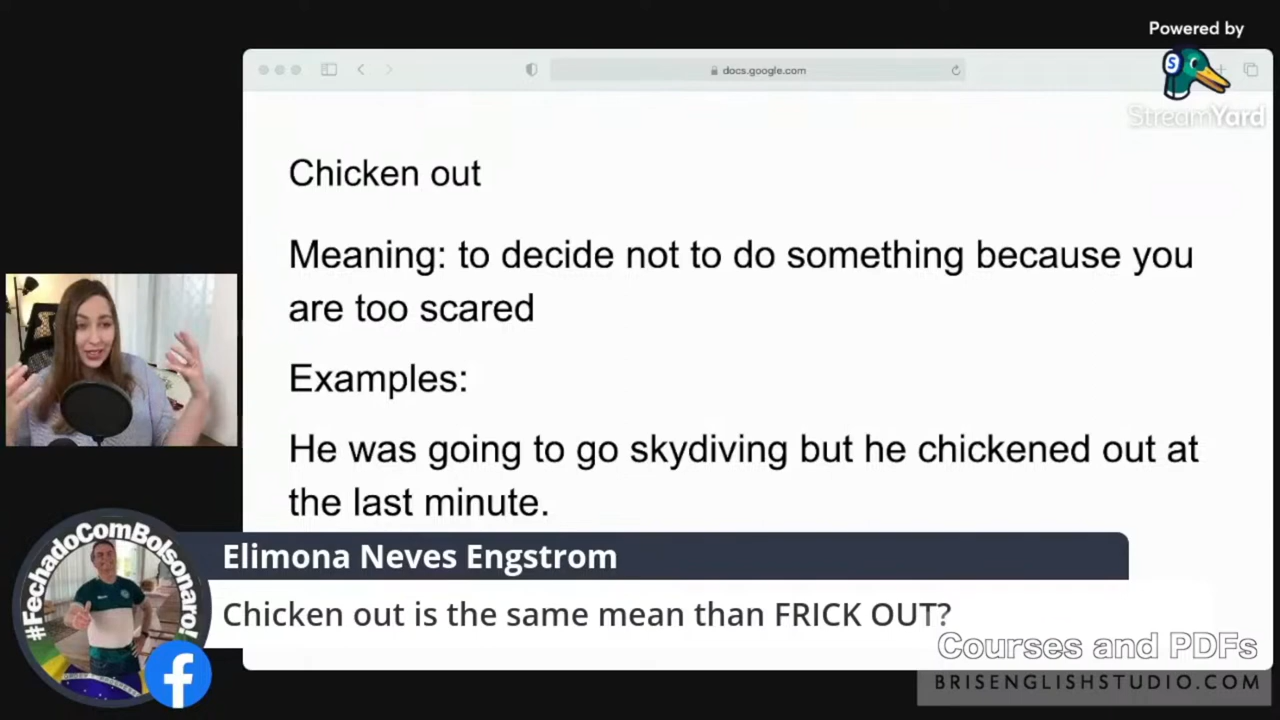 Powered by
StreamYard
docs.google.com
Chicken out
Meaning: to decide not to do something because you
are too scared
Examples:
He was going to go skydiving but he chickened out at
the last minute.
#FechadoComBolsonaro!
Elimona Neves Engstrom
Chicken out is the same mean than FRICK OUT?
Courses and PDFs
BRISENGLISHSTUDIO.COM